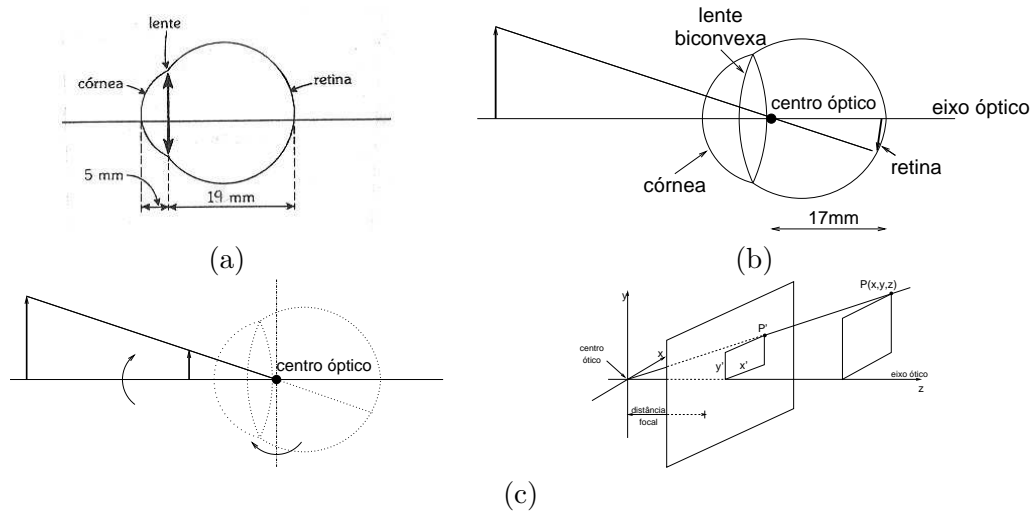 lente
córnea
retina
5 mm
19 mm
(a)
lente
biconvexa
centro óptico
eixo óptico
retina
córnea
17mm
(b)
centro óptico
y
P(x,y,z)
P'
centro
ótico
x
y'
x'
eixo ótico
z
distância
focal
(c)